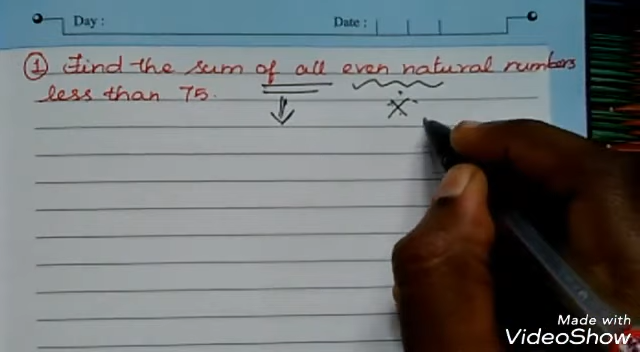 Day :
Date :
① Find the sum of all even natural numbers
less than 75.
Made with
VideoShow